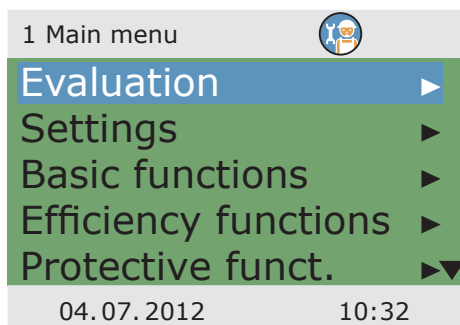 1 Main menu
Evaluation
Settings
Basic functions
Efficiency functions
Protective funct.
04.07.2012 10:32